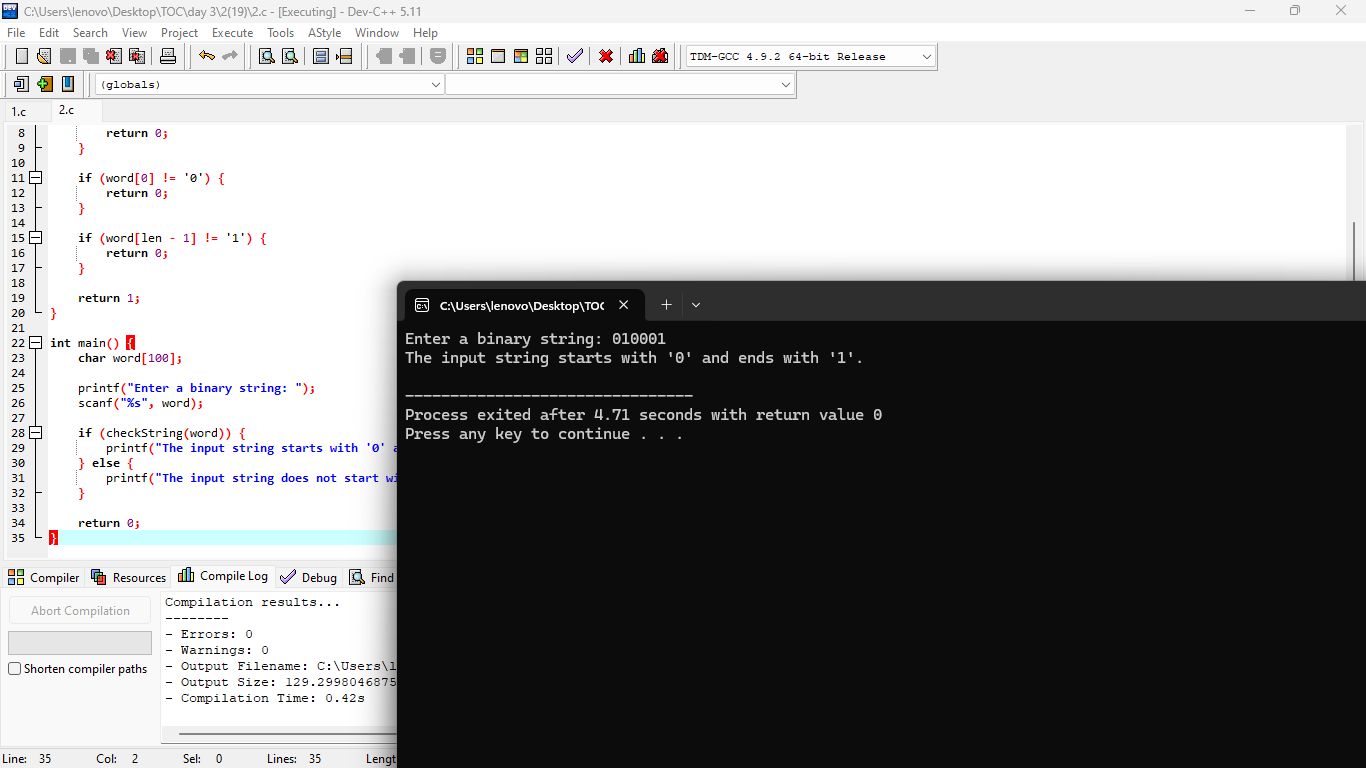 C:\Users\lenovo\Desktop\TOC\day 3\2(19)\2.c - [Executing] - Dev-C++ 5.11
File Edit Search View Project Execute Tools AStyle Window Help
TDM-GCC 4.9.2 64-bit Release
(globals)
1.c 2.c
8 return 0;
9 }
10
11 if (word[0] != '0') {
12 return 0;
13 }
14
15 if (word[len - 1] != '1') {
16 return 0;
17 }
18
19 return 1;
20 }
21
22 int main() {
23 char word[100];
24
25 printf("Enter a binary string: ");
26 scanf("%s", word);
27
28 if (checkString(word)) {
29 printf("The input string starts with '0'
30 } else {
31 printf("The input string does not start
32 }
33
34 return 0;
35 }
C:\Users\lenovo\Desktop\TOC
Enter a binary string: 010001
The input string starts with '0' and ends with '1'.
--------------------------------
Process exited after 4.71 seconds with return value 0
Press any key to continue . . .
Compiler Resources Compile Log Debug Find
Abort Compilation
Shorten compiler paths
Compilation results...
--------
- Errors: 0
- Warnings: 0
- Output Filename: C:\Users\
- Output Size: 129.2998046875
- Compilation Time: 0.42s
Line: 35 Col: 2 Sel: 0 Lines: 35